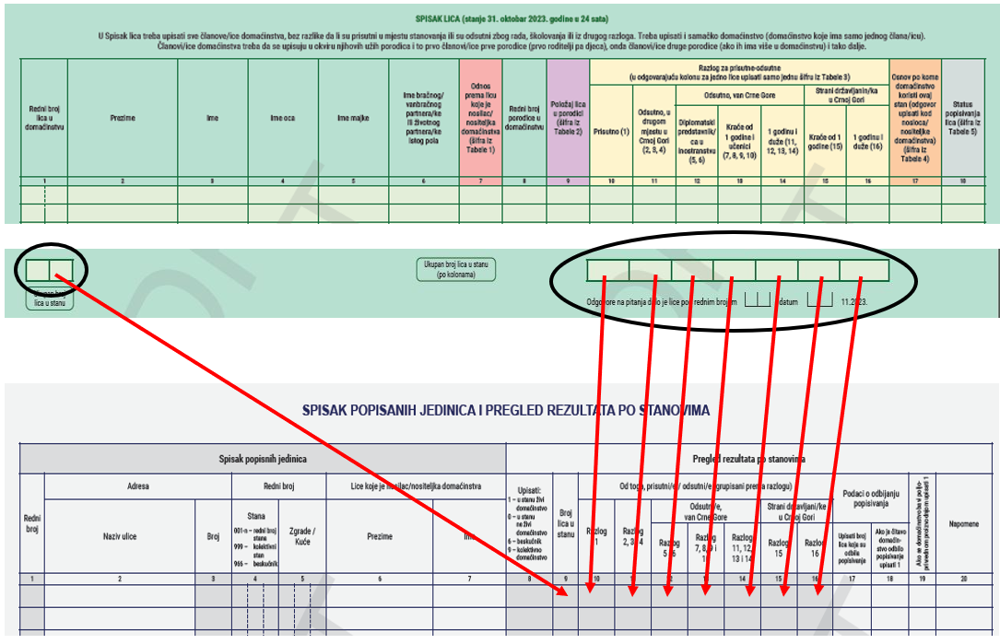 SPISAK LICA (stanje 31. oktobar 2023. godine u 24 sata)
U Spisak lica treba upisati sve članove/ice domaćinstva, bez razlike da li su prisutni u mjestu stanovanja ili su odsutni zbog rada, školovanja ili iz drugog razloga. Treba upisati i samačko domaćinstvo (domaćinstvo koje ima samo jednog člana/icu).
Članovi/ice domaćinstva treba da se upisuju u okviru njihovih užih porodica i to prvo članovi/ice prve porodice (prvo roditelji pa djeca), onda članovi/ice druge porodice (ako ih ima više u domaćinstvu) i tako dalje.
Redni broj
lica u
domaćinstvu
Prezime
Ime
Ime oca
Ime majke
Ime bračnog/
vanbračnog
partnera/ke
ili životnog
partnera/ke
istog pola
Odnos
prema licu
koje je
nosilac/
nositeljka
domaćinstva
(šifra iz
Tabele 1)
Redni broj
porodice u
domaćinstvu
Položaj lica
u porodici
(šifra iz
Tabele 2)
Razlog za prisutne-odsutne
(u odgovarajuću kolonu za jedno lice upisati samo jednu šifru iz Tabele 3)
Prisutno (1)
Odsutno, u
drugom
mjestu u
Crnoj Gori
(2, 3, 4)
Odsutno, van Crne Gore
Diplomatski
predstavnik/
ca u
inostranstvu
(5, 6)
Kraće od
1 godine i
učenici
(7, 8, 9, 10)
1 godinu i
duže (11,
12, 13, 14)
Strani državljanin/ka
u Crnoj Gori
Kraće od 1
godine (15)
1 godinu i
duže (16)
Osnov po kome
domaćinstvo
koristi ovaj
stan (odgovor
upisati kod
nosioca/
nositeljke
domaćinstva)
(šifra iz
Tabele 4)
Status
popisivanja
lica (šifra iz
Tabele 5)
1 2 3 4 5 6 7 8 9 10 11 12 13 14 15 16 17 18
Ukupan broj
lica u stanu
Ukupan broj lica u stanu
(po kolonama)
Odgovore na pitanja dalo je lice pod rednim brojem datum 11.2023.
SPISAK POPISANIH JEDINICA I PREGLED REZULTATA PO STANOVIMA
Spisak popisnih jedinica
Pregled rezultata po stanovima
Redni
broj
Adresa
Naziv ulice
Broj
Redni broj
Stana
001-n – redni broj
stana
999 – kolektivni
stan
966 – beskućnik
Zgrade /
Kuće
Lice koje je nosilac/nositeljka domaćinstva
Prezime
Ime
Upisati:
1 – u stanu živi
domaćinstvo
0 – u stanu
ne živi
domaćinstvo
6 – beskućnik
9 – kolektivno
domaćinstvo
Broj
lica u
stanu
Od toga, prisutni/e / odsutni/e (grupisani prema razlogu)
Razlog
1
Razlog
2, 3, 4
Odsutni/e,
van Crne Gore
Razlog
5 i 6
Razlog
7, 8, 9 i
10
Razlog
11, 12,
13 i 14
Strani državljani/ke
u Crnoj Gori
Razlog
15
Razlog
16
Podaci o odbijanju
popisivanja
Upisati broj
lica koje su
odbila
popisivanje
Ako je čitavo
domaćin-
stvo odbilo
popisivanje
upisati 1
Ako se domaćinstvo bavi poljo-
privrednom proizvodnjom upisati 1
Napomene
1 2 3 4 5 6 7 8 9 10 11 12 13 14 15 16 17 18 19 20